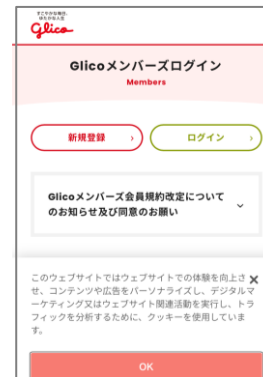 すこやかな毎日、
ゆたかな人生
Glico
Glicoメンバーズログイン
Members
新規登録
ログイン
Glicoメンバーズ会員規約改定について
のお知らせ及び同意のお願い
このウェブサイトではウェブサイトでの体験を向上さ
せ、コンテンツや広告をパーソナライズし、デジタルマ
ーケティング又はウェブサイト関連活動を実行し、トラ
フィックを分析するために、クッキーを使用していま
す。
OK